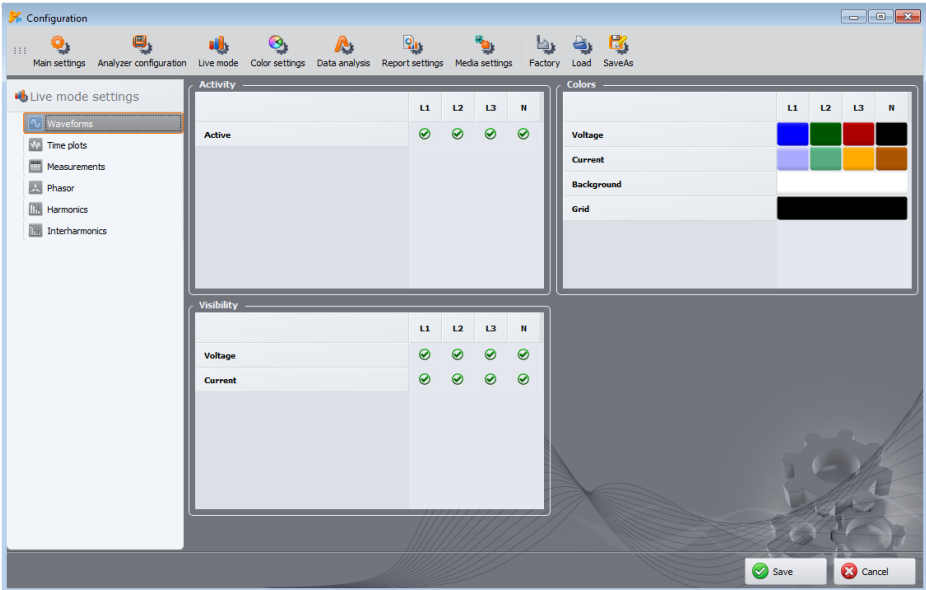 Configuration
Main settings Analyzer configuration Live mode Color settings Data analysis Report settings Media settings Factory Load SaveAs
Live mode settings
Waveforms
Time plots
Measurements
Phasor
Harmonics
Interharmonics
Activity
L1 L2 L3 N
Active
Colors
L1 L2 L3 N
Voltage
Current
Background
Grid
Visibility
L1 L2 L3 N
Voltage
Current
Save Cancel